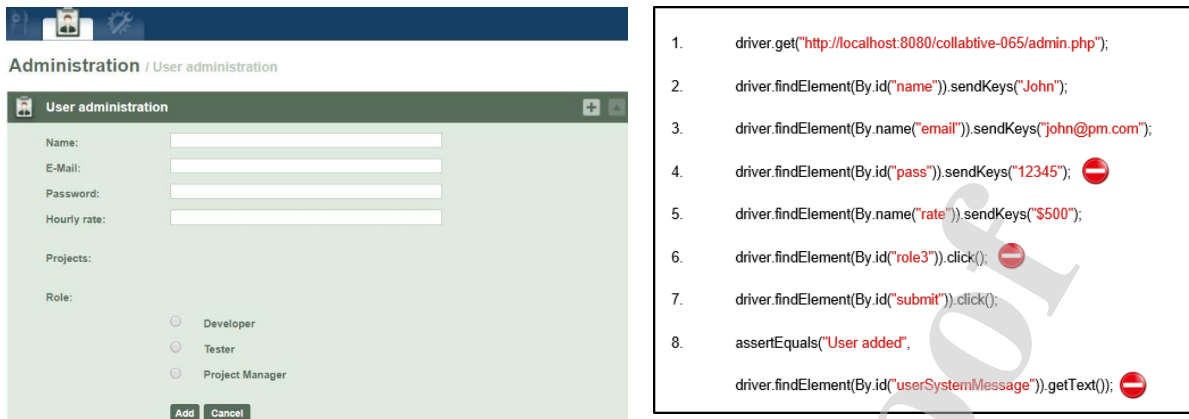 Administration / User administration
User administration
Name:
E-Mail:
Password:
Hourly rate:
Projects:
Role:
Developer
Tester
Project Manager
Add Cancel
1. driver.get("http://localhost:8080/collabtive-065/admin.php");
2. driver.findElement(By.id("name")).sendKeys("John");
3. driver.findElement(By.name("email")).sendKeys("john@pm.com");
4. driver.findElement(By.id("pass")).sendKeys("12345");
5. driver.findElement(By.name("rate")).sendKeys("$500");
6. driver.findElement(By.id("role3")).click();
7. driver.findElement(By.id("submit")).click();
8. assertEquals("User added",
driver.findElement(By.id("userSystemMessage")).getText());
oof